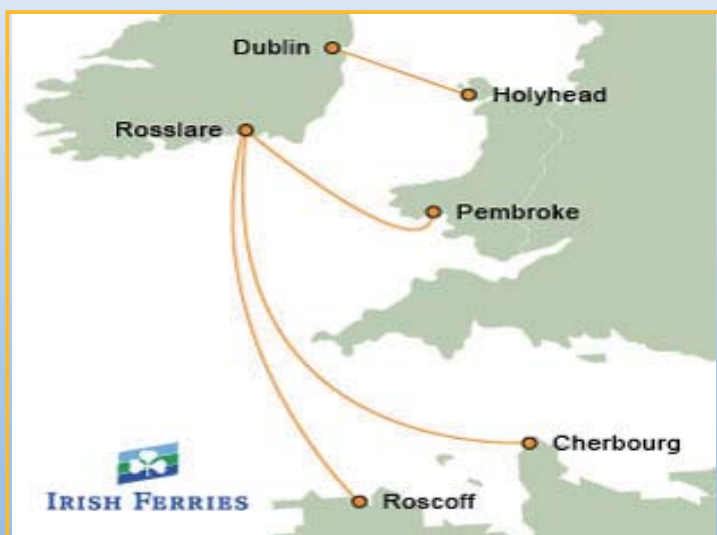 Dublin
Holyhead
Rosslare
Pembroke
Cherbourg
Roscoff
IRISH FERRIES